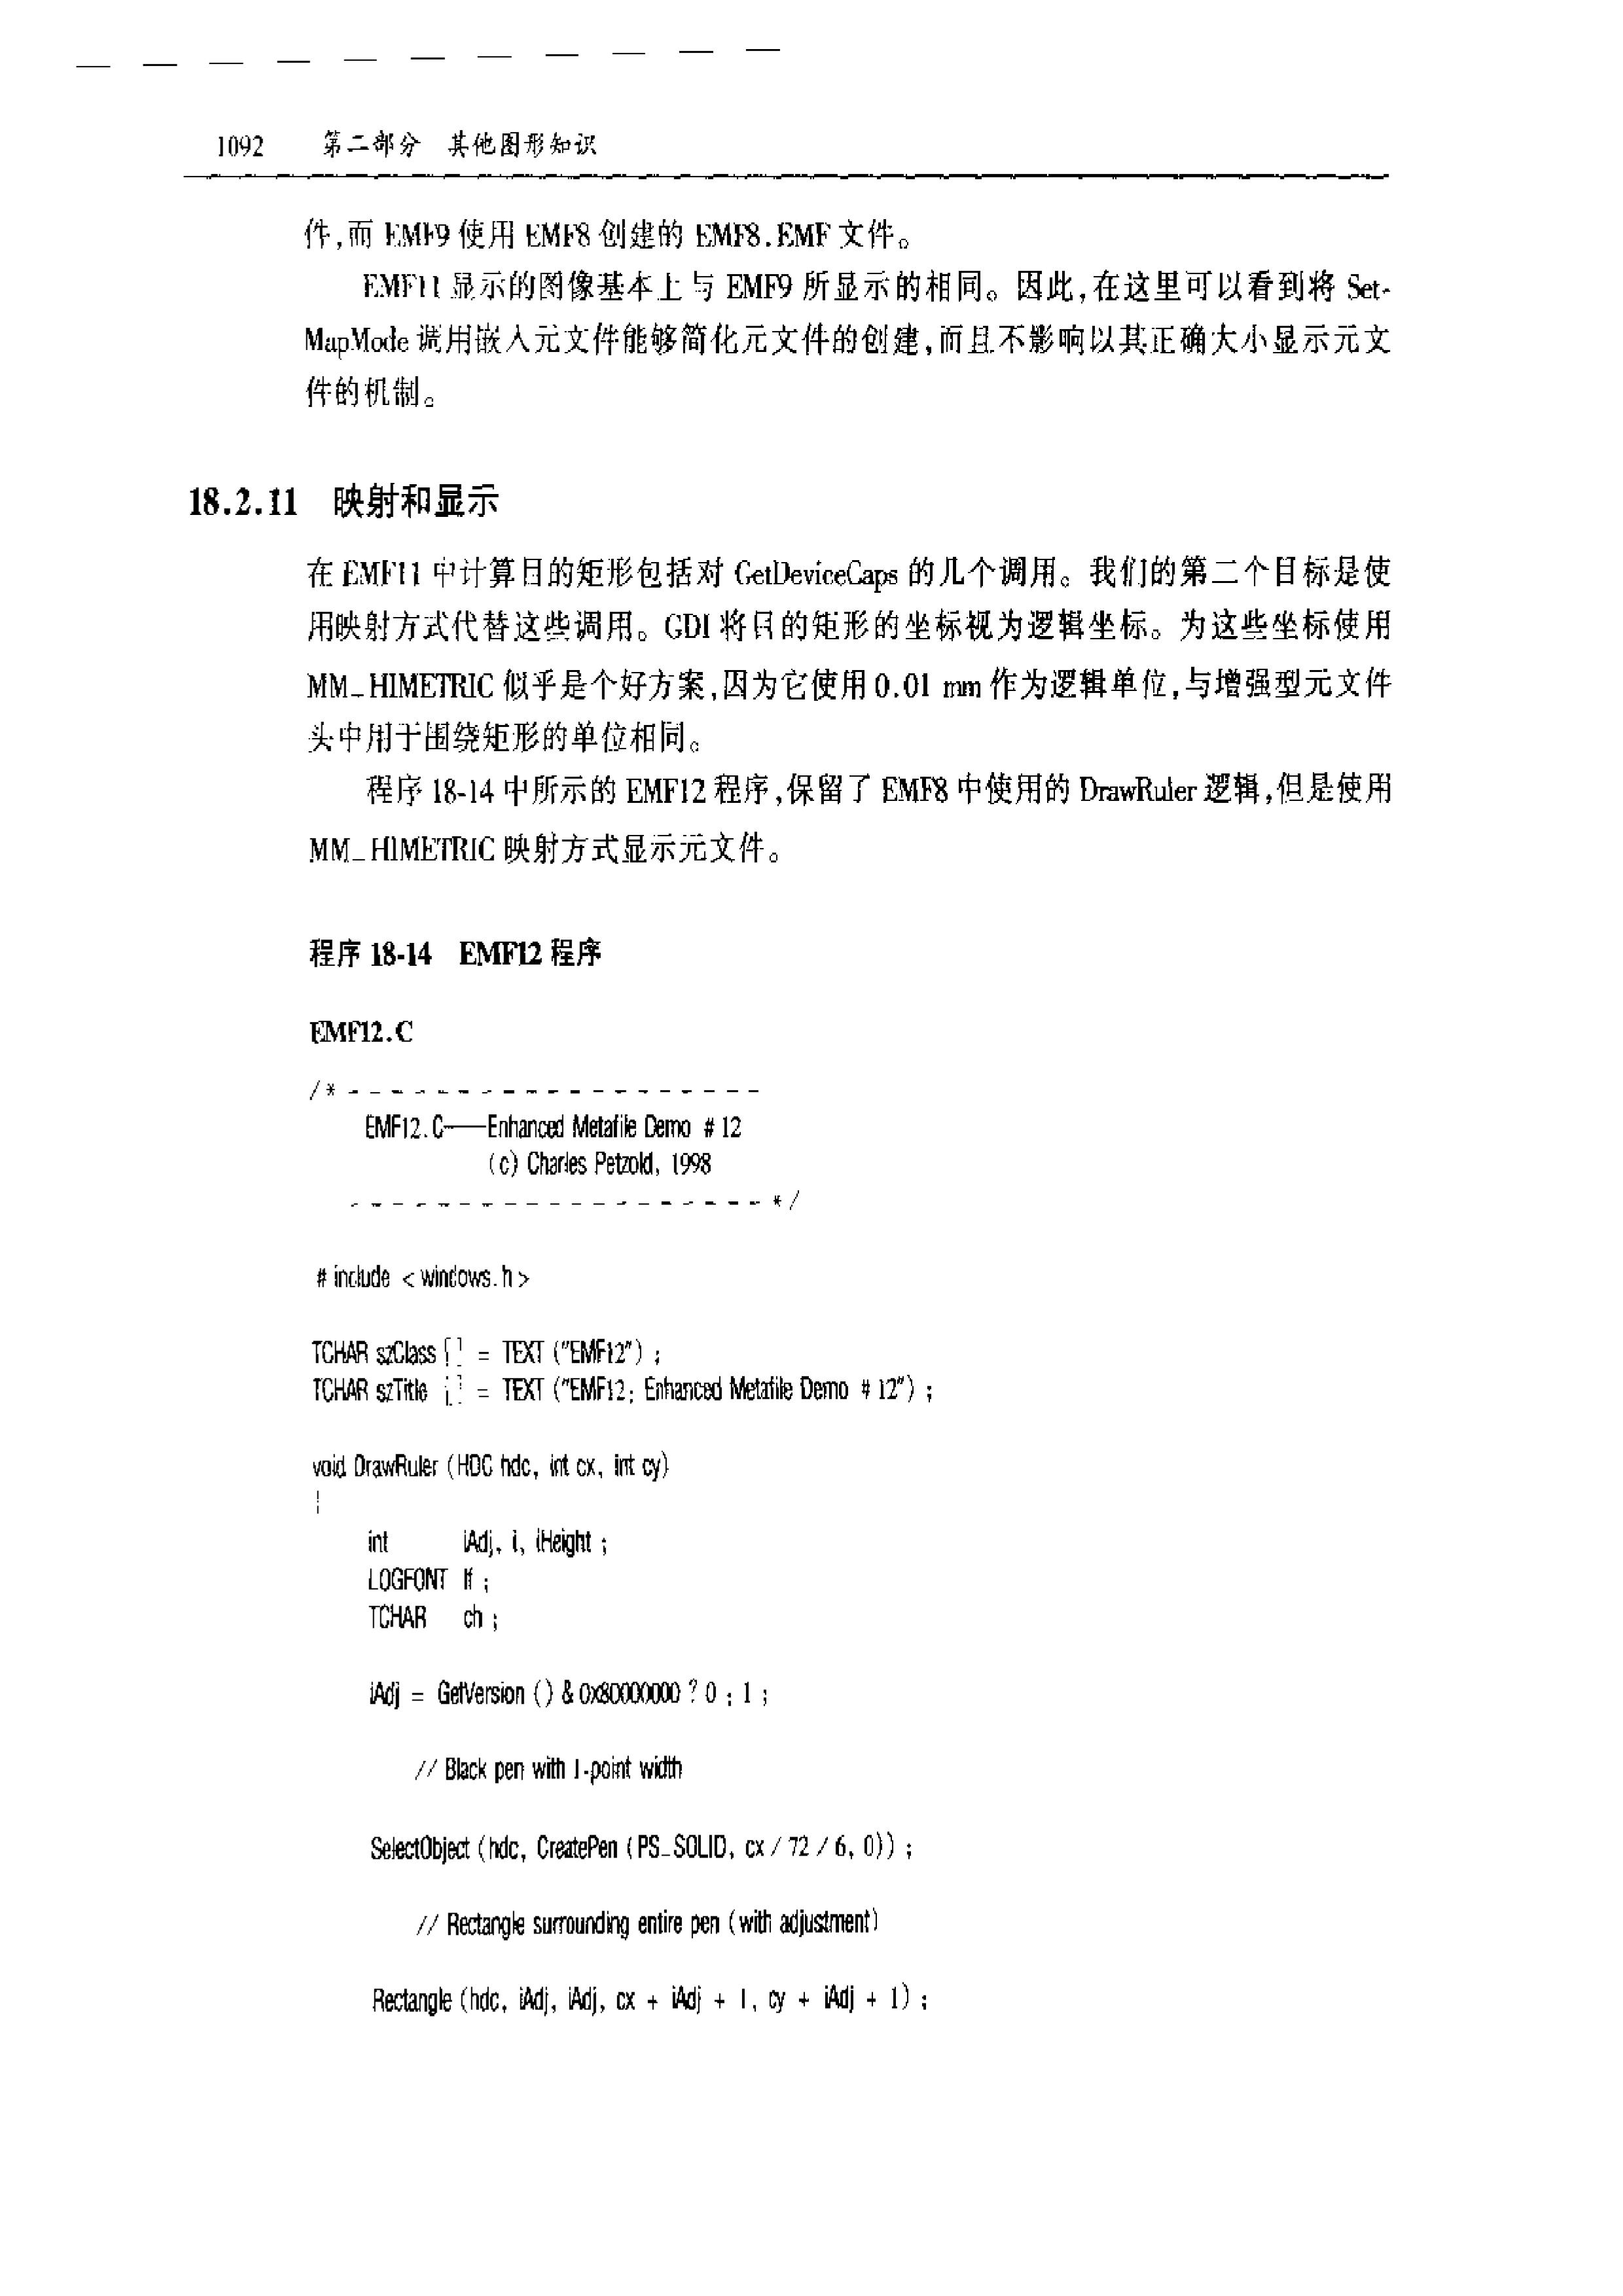 1092 第二部分 其他图形知识
件,而 EMF9 使用 EMF8 创建的 EMF8.EMF 文件。
EMF11 显示的图像基本上与 EMF9 所显示的相同。因此,在这里可以看到将 Set-
MapMode 调用嵌入元文件能够简化元文件的创建,而且不影响以其正确大小显示元文
件的机制。
18.2.11 映射和显示
在 EMF11 中计算目的矩形包括对 GetDeviceCaps 的几个调用。我们的第二个目标是使
用映射方式代替这些调用。GDI 将目的矩形的坐标视为逻辑坐标。为这些坐标使用
MM_HIMETRIC 似乎是个好方案,因为它使用 0.01 mm 作为逻辑单位,与增强型元文件
头中用于围绕矩形的单位相同。
程序 18-14 中所示的 EMF12 程序,保留了 EMF8 中使用的 DrawRuler 逻辑,但是使用
MM_HIMETRIC 映射方式显示元文件。
程序 18-14 EMF12 程序
EMF12.C
/* - - - - - - - - - - - - - - - - - - -
EMF12.C——Enhanced Metafile Demo # 12
(c) Charles Petzold, 1998
- - - - - - - - - - - - - - - - - - - */
# include < windows.h >
TCHAR szClass [] = TEXT ("EMF12") ;
TCHAR szTitle [] = TEXT ("EMF12: Enhanced Metafile Demo # 12") ;
void DrawRuler (HDC hdc, int cx, int cy)
{
int iAdj, i, iHeight ;
LOGFONT lf ;
TCHAR ch ;
iAdj = GetVersion () & 0x80000000 ? 0 : 1 ;
// Black pen with 1-point width
SelectObject (hdc, CreatePen (PS_SOLID, cx / 72 / 6, 0)) ;
// Rectangle surrounding entire pen (with adjustment)
Rectangle (hdc, iAdj, iAdj, cx + iAdj + 1, cy + iAdj + 1) ;